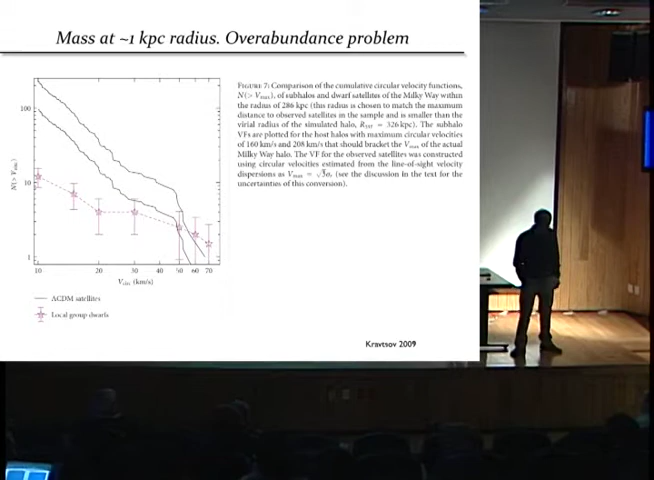 Mass at ~1 kpc radius. Overabundance problem
FIGURE 7: Comparison of the cumulative circular velocity functions,
N(> Vmax), of subhalos and dwarf satellites of the Milky Way within
the radius of 286 kpc (this radius is chosen to match the maximum
distance to observed satellites in the sample and is smaller than the
virial radius of the simulated halo, R337 = 326 kpc). The subhalo
VFs are plotted for the host halos with maximum circular velocities
of 160 km/s and 208 km/s that should bracket the Vmax of the actual
Milky Way halo. The VF for the observed satellites was constructed
using circular velocities estimated from the line-of-sight velocity
dispersions as Vmax = √3σr (see the discussion in the text for the
uncertainties of this conversion).
100
10
1
N(> Vcirc)
10 20 30 40 50 60 70
Vcirc (km/s)
ΛCDM satellites
Local group dwarfs
Kravtsov 2009